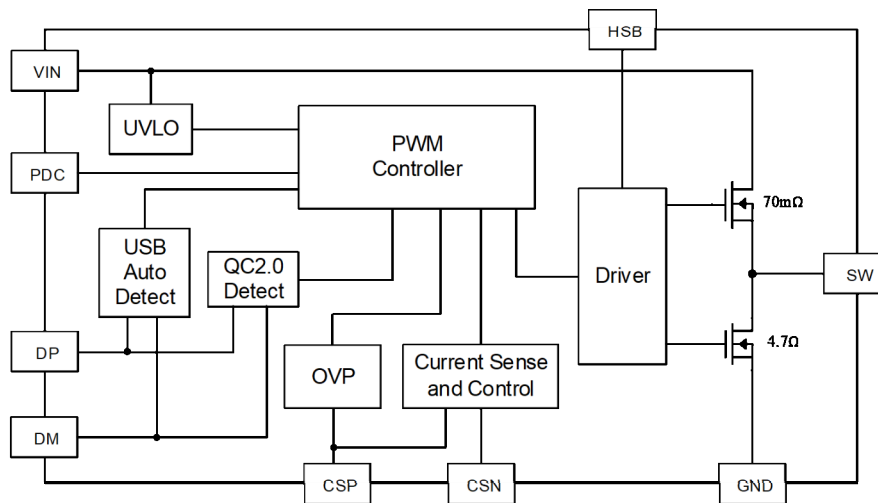 HSB
VIN
UVLO
PWM
Controller
PDC
70mΩ
USB
Auto
Detect
QC2.0
Detect
Driver
SW
DP
OVP
Current Sense
and Control
4.7Ω
DM
CSP
CSN
GND